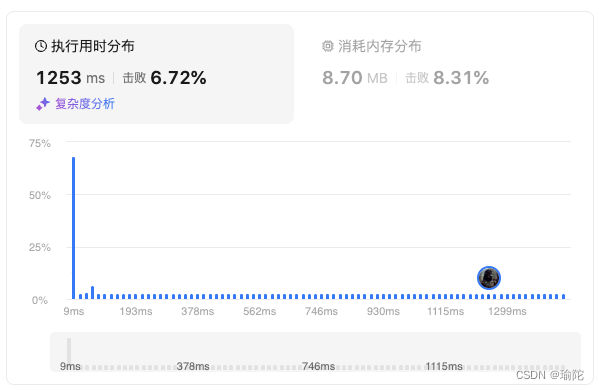 执行用时分布
1253 ms 击败 6.72%
复杂度分析
消耗内存分布
8.70 MB 击败 8.31%
75%
50%
25%
0%
9ms 193ms 378ms 562ms 746ms 930ms 1115ms 1299ms
9ms 378ms 746ms 1115ms
CSDN @瑜陀